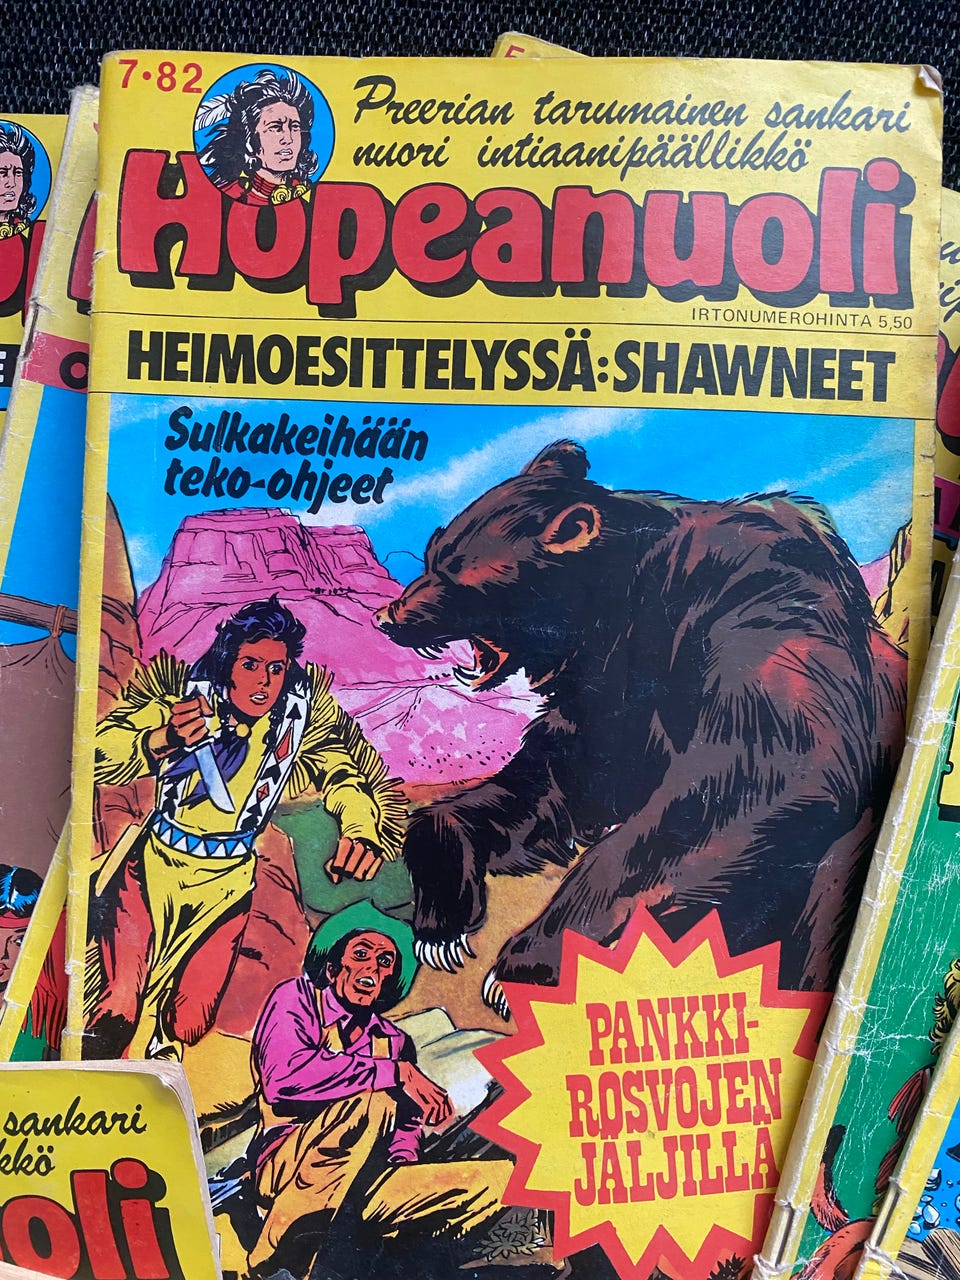 7•82
Preerian tarumainen sankari
nuori intiaanipäällikkö
Hopeanuoli
IRTONUMEROHINTA 5,50
HEIMOESITTELYSSÄ:SHAWNEET
Sulkakeihään
teko-ohjeet
PANKKI-
ROSVOJEN
JÄLJILLÄ
sankari
kkö
oli